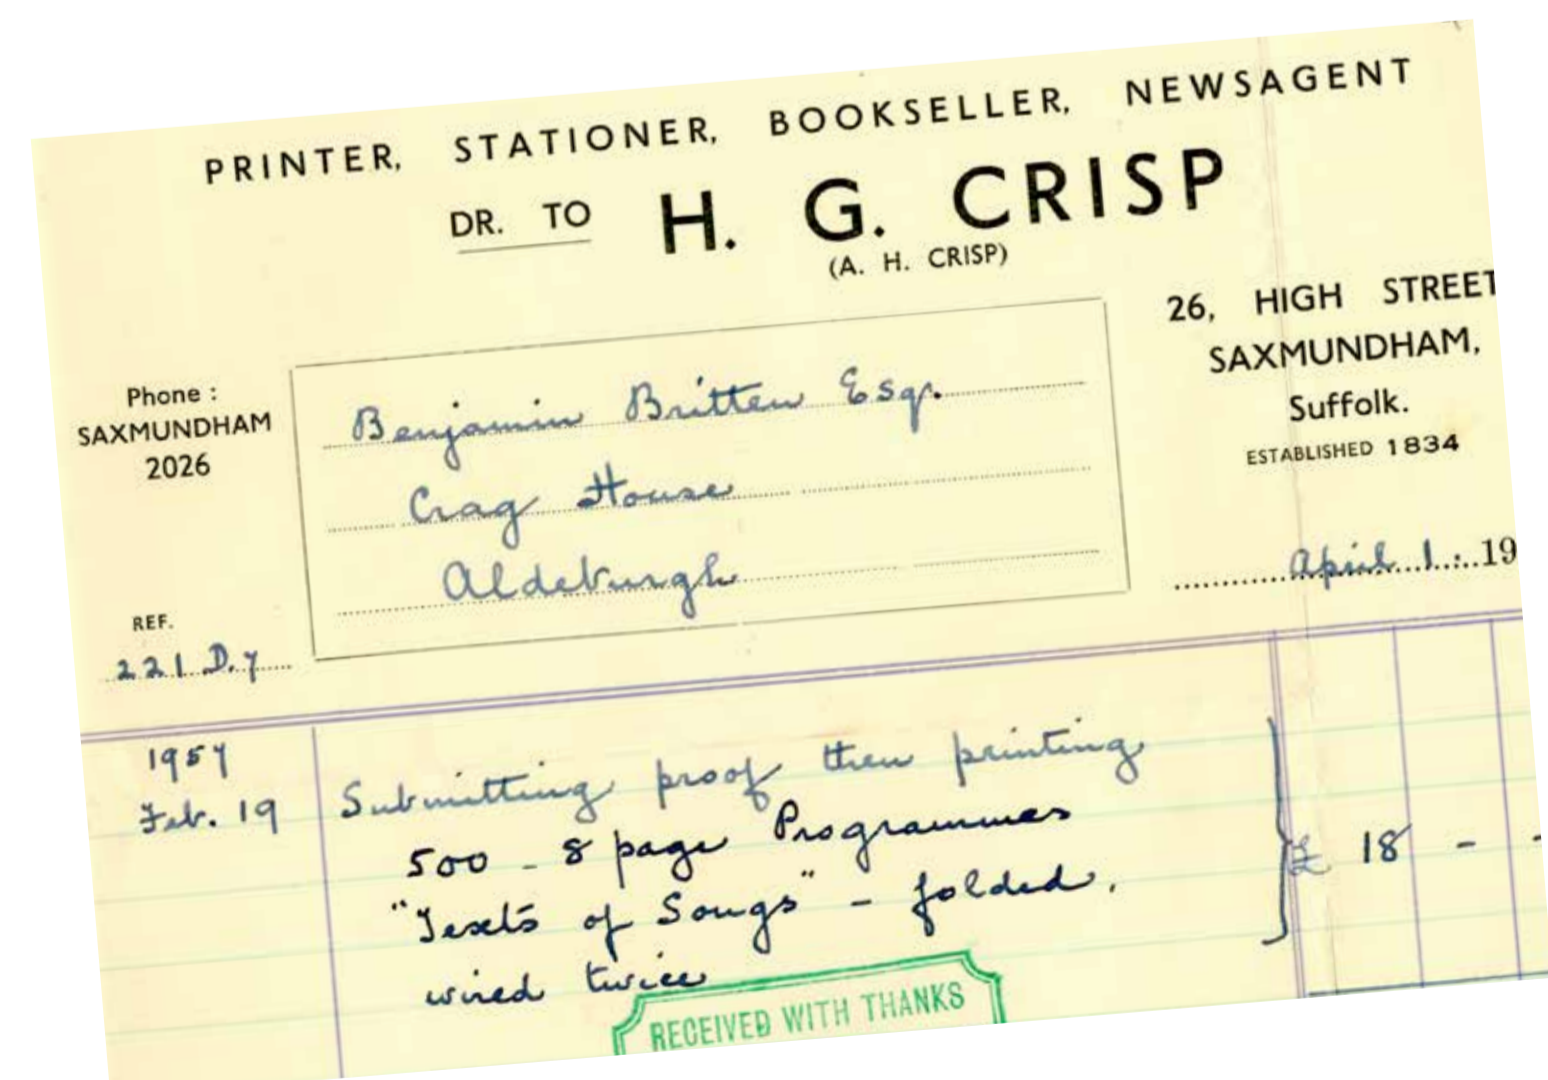 PRINTER, STATIONER, BOOKSELLER, NEWSAGENT
DR. TO H. G. CRISP
(A. H. CRISP)
26, HIGH STREET
SAXMUNDHAM,
Suffolk.
ESTABLISHED 1834
Phone :
SAXMUNDHAM
2026
Benjamin Britten Esqr.
Crag House
Aldeburgh
April 1. 19
REF.
221 D.7
1957
Feb. 19 Submitting proof then printing
500 - 8 page Programmes £ 18 - -
"Texts of Songs" - folded,
wired twice
RECEIVED WITH THANKS